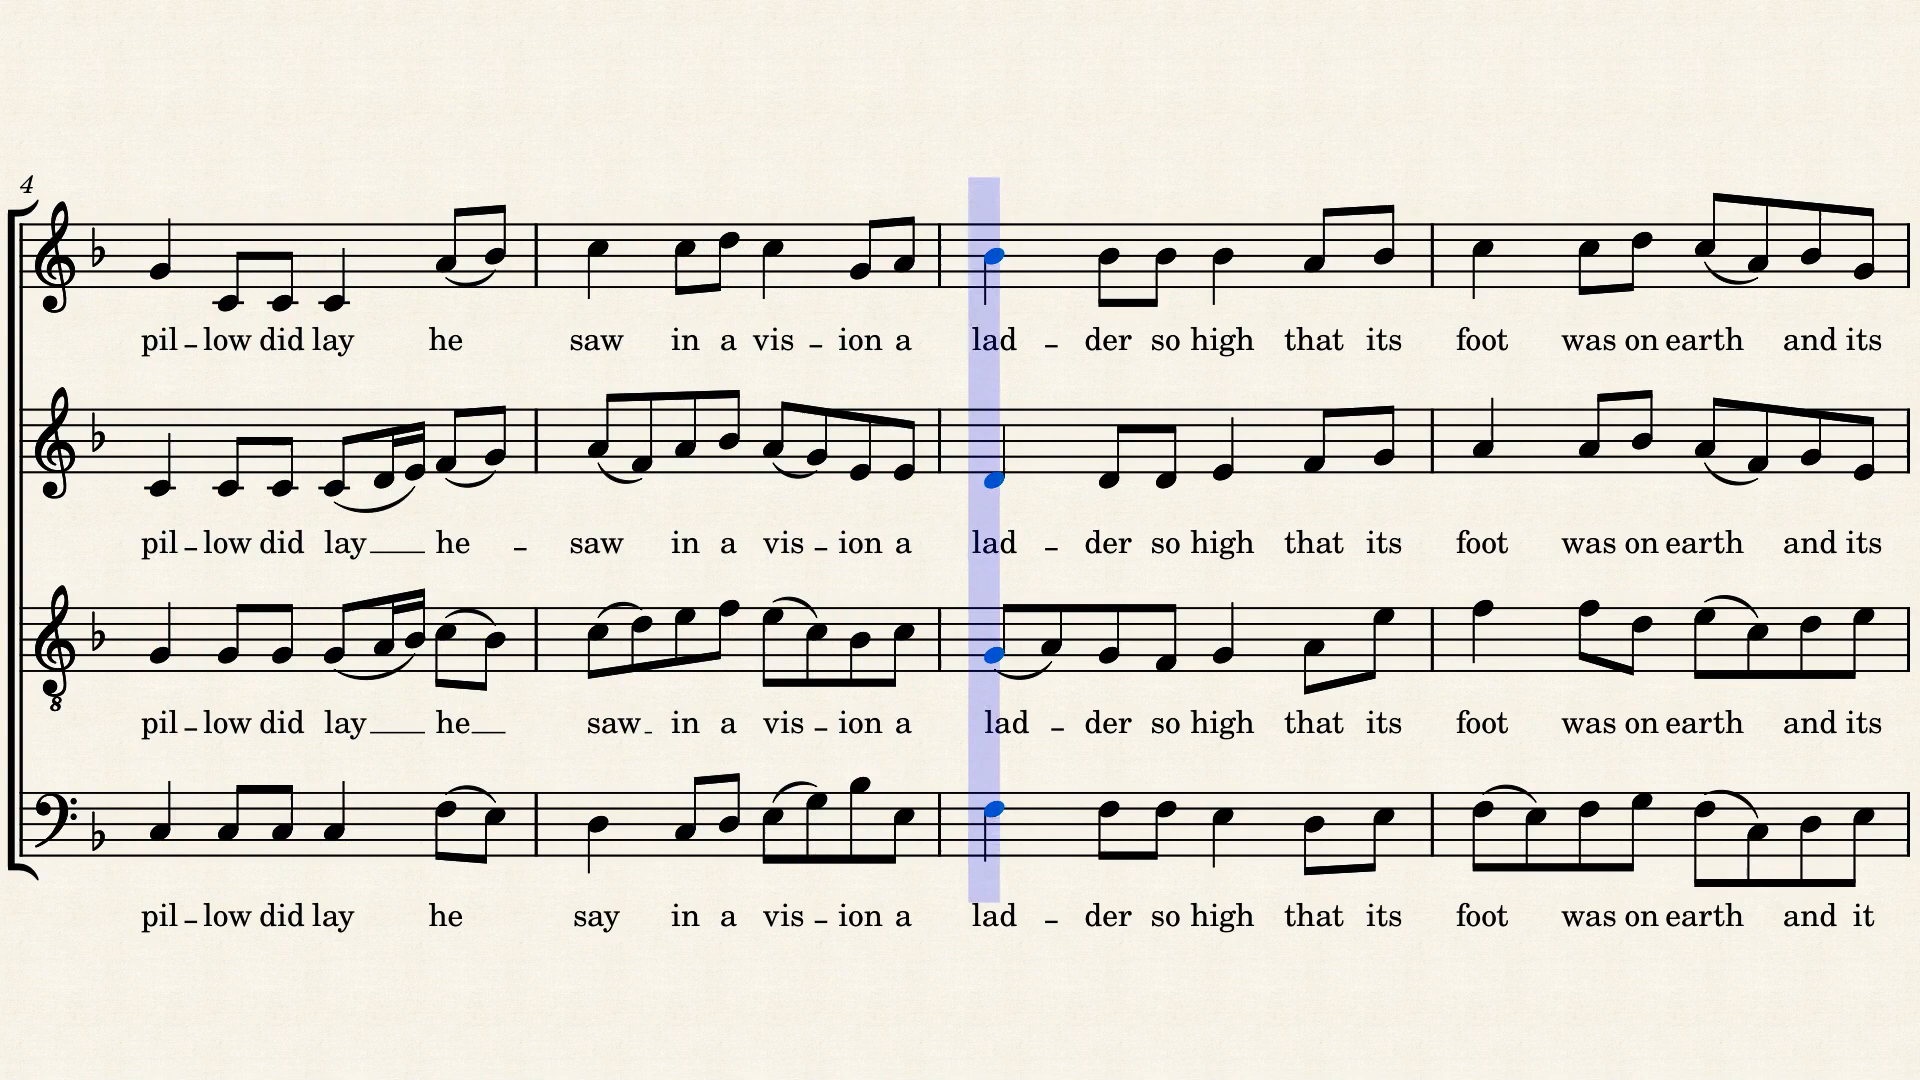 4
pil - low did lay he saw in a vis - ion a lad - der so high that its foot was on earth and its
pil - low did lay he - saw in a vis - ion a lad - der so high that its foot was on earth and its
8
pil - low did lay he saw in a vis - ion a lad - der so high that its foot was on earth and its
pil - low did lay he say in a vis - ion a lad - der so high that its foot was on earth and it